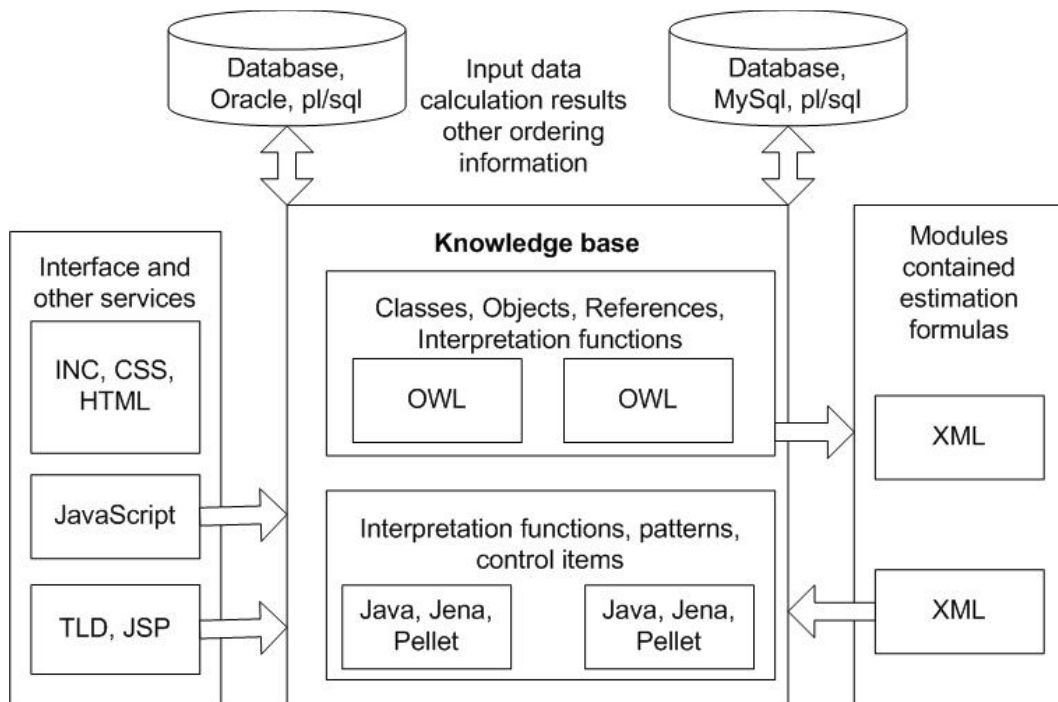 Database,
Oracle, pl/sql
Input data
calculation results
other ordering
information
Database,
MySql, pl/sql
Interface and
other services
INC, CSS,
HTML
JavaScript
TLD, JSP
Knowledge base
Classes, Objects, References,
Interpretation functions
OWL
OWL
Interpretation functions, patterns,
control items
Java, Jena,
Pellet
Java, Jena,
Pellet
Modules
contained
estimation
formulas
XML
XML